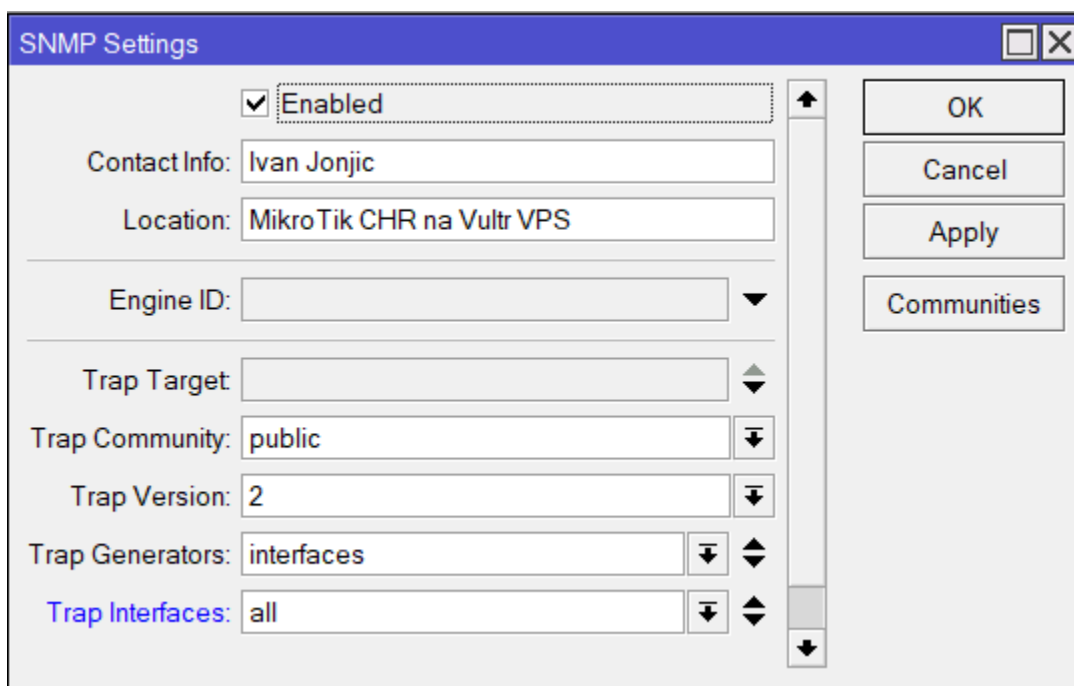 SNMP Settings
Enabled
Contact Info: Ivan Jonjic
Location: MikroTik CHR na Vultr VPS
Engine ID:
Trap Target:
Trap Community: public
Trap Version: 2
Trap Generators: interfaces
Trap Interfaces: all
OK
Cancel
Apply
Communities